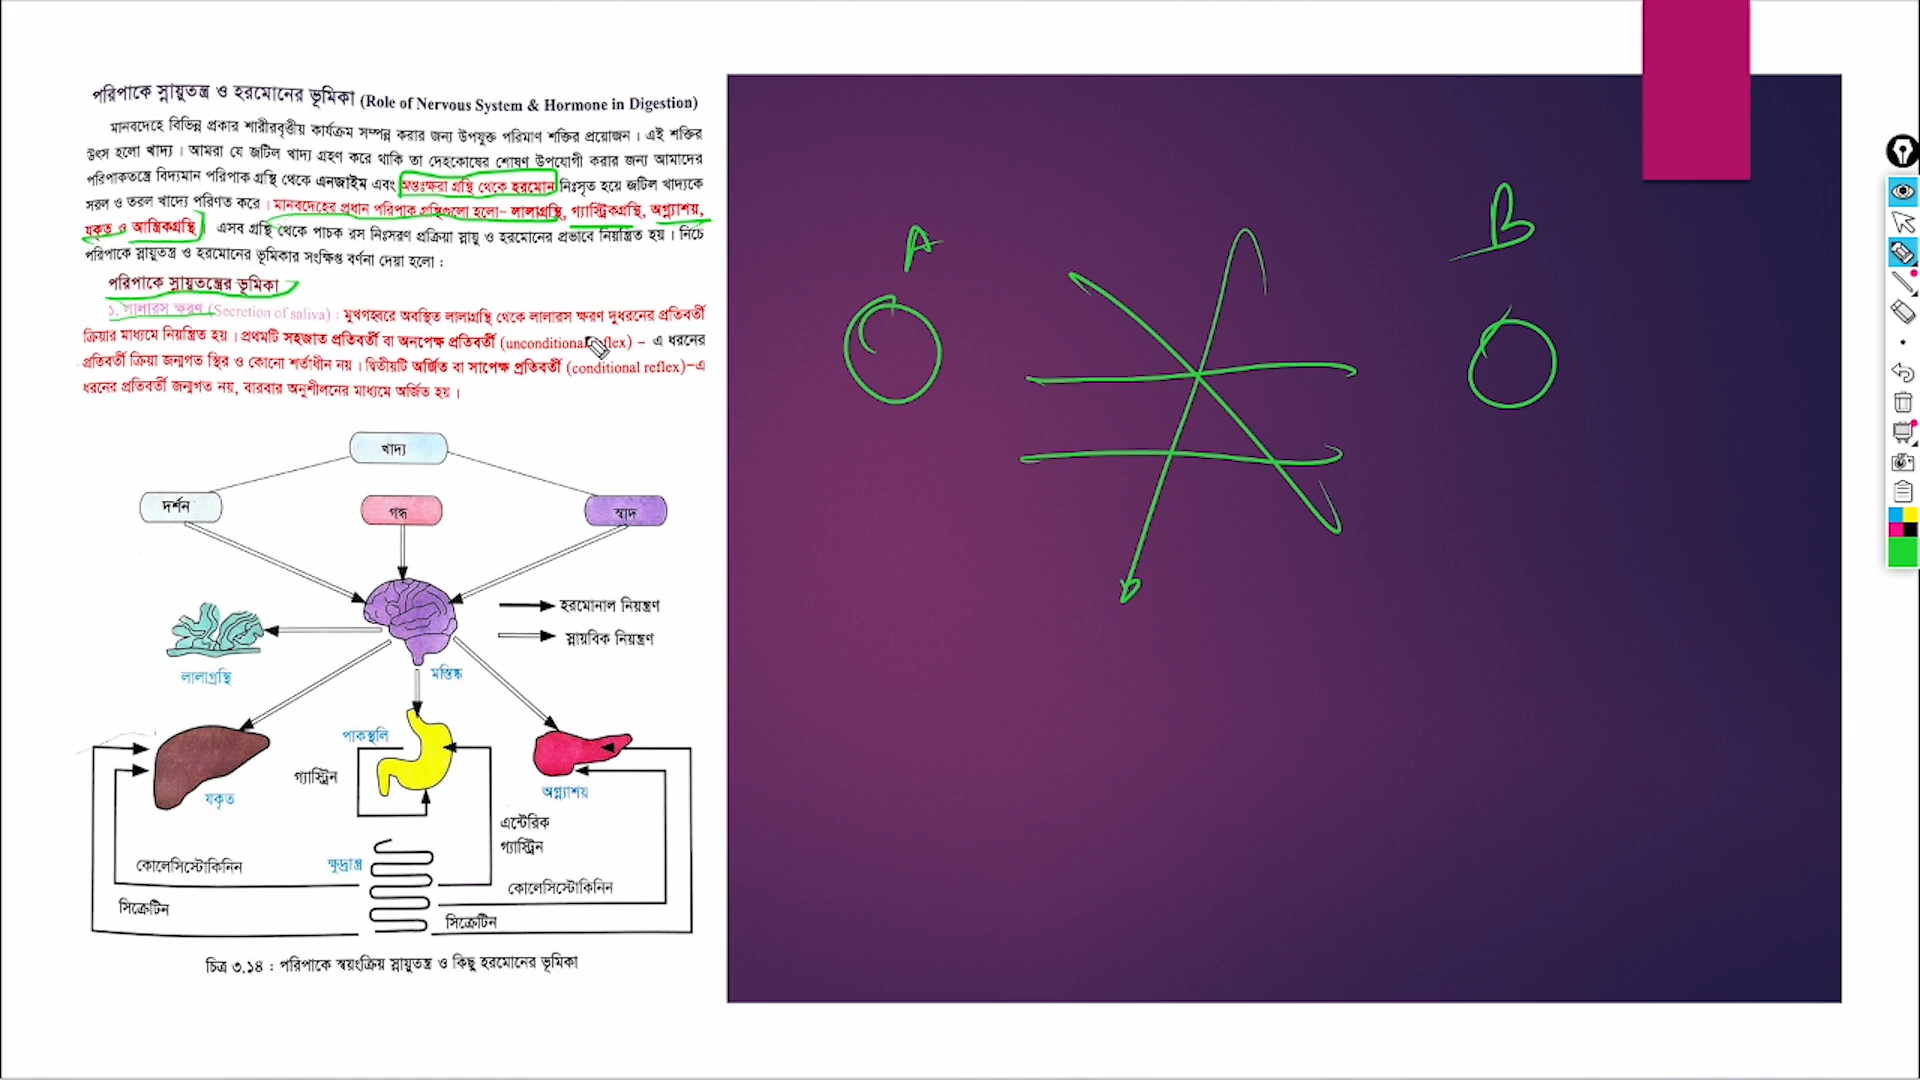 পরিপাকে স্নায়ুতন্ত্র ও হরমোনের ভূমিকা (Role of Nervous System & Hormone in Digestion)
মানবদেহে বিভিন্ন প্রকার শারীরবৃত্তীয় কার্যক্রম সম্পন্ন করার জন্য উপযুক্ত পরিমাণ শক্তির প্রয়োজন। এই শক্তির
উৎস হলো খাদ্য। আমরা যে জটিল খাদ্য গ্রহণ করে থাকি তা দেহকোষের শোষণ উপযোগী করার জন্য আমাদের
পরিপাকতন্ত্রে বিদ্যমান পরিপাক গ্রন্থি থেকে এনজাইম এবং অন্তঃক্ষরা গ্রন্থি থেকে হরমোন নিঃসৃত হয়ে জটিল খাদ্যকে
সরল ও তরল খাদ্যে পরিণত করে। মানবদেহের প্রধান পরিপাক গ্রন্থিগুলো হলো– লালাগ্রন্থি, গ্যাস্ট্রিকগ্রন্থি, অগ্ন্যাশয়,
যকৃত ও আন্ত্রিকগ্রন্থি। এসব গ্রন্থি থেকে পাচক রস নিঃসরণ প্রক্রিয়া স্নায়ু ও হরমোনের প্রভাবে নিয়ন্ত্রিত হয়। নিচে
পরিপাকে স্নায়ুতন্ত্র ও হরমোনের ভূমিকার সংক্ষিপ্ত বর্ণনা দেয়া হলো :
পরিপাকে স্নায়ুতন্ত্রের ভূমিকা
১. লালারস ক্ষরণ (Secretion of saliva) : মুখগহ্বরে অবস্থিত লালাগ্রন্থি থেকে লালারস ক্ষরণ দুধরনের প্রতিবর্তী
ক্রিয়ার মাধ্যমে নিয়ন্ত্রিত হয়। প্রথমটি সহজাত প্রতিবর্তী বা অনপেক্ষ প্রতিবর্তী (unconditional reflex) – এ ধরনের
প্রতিবর্তী ক্রিয়া জন্মগত স্থির ও কোনো শর্তাধীন নয়। দ্বিতীয়টি অর্জিত বা সাপেক্ষ প্রতিবর্তী (conditional reflex)–এ
ধরনের প্রতিবর্তী জন্মগত নয়, বারবার অনুশীলনের মাধ্যমে অর্জিত হয়।
খাদ্য
দর্শন
গন্ধ
স্বাদ
হরমোনাল নিয়ন্ত্রণ
স্নায়বিক নিয়ন্ত্রণ
লালাগ্রন্থি
মস্তিষ্ক
পাকস্থলি
গ্যাস্ট্রিন
যকৃত
অগ্ন্যাশয়
এন্টেরিক
গ্যাস্ট্রিন
কোলেসিস্টোকিনিন
ক্ষুদ্রান্ত্র
কোলেসিস্টোকিনিন
সিক্রেটিন
সিক্রেটিন
চিত্র ৩.১৪ : পরিপাকে স্বয়ংক্রিয় স্নায়ুতন্ত্র ও কিছু হরমোনের ভূমিকা
A
B